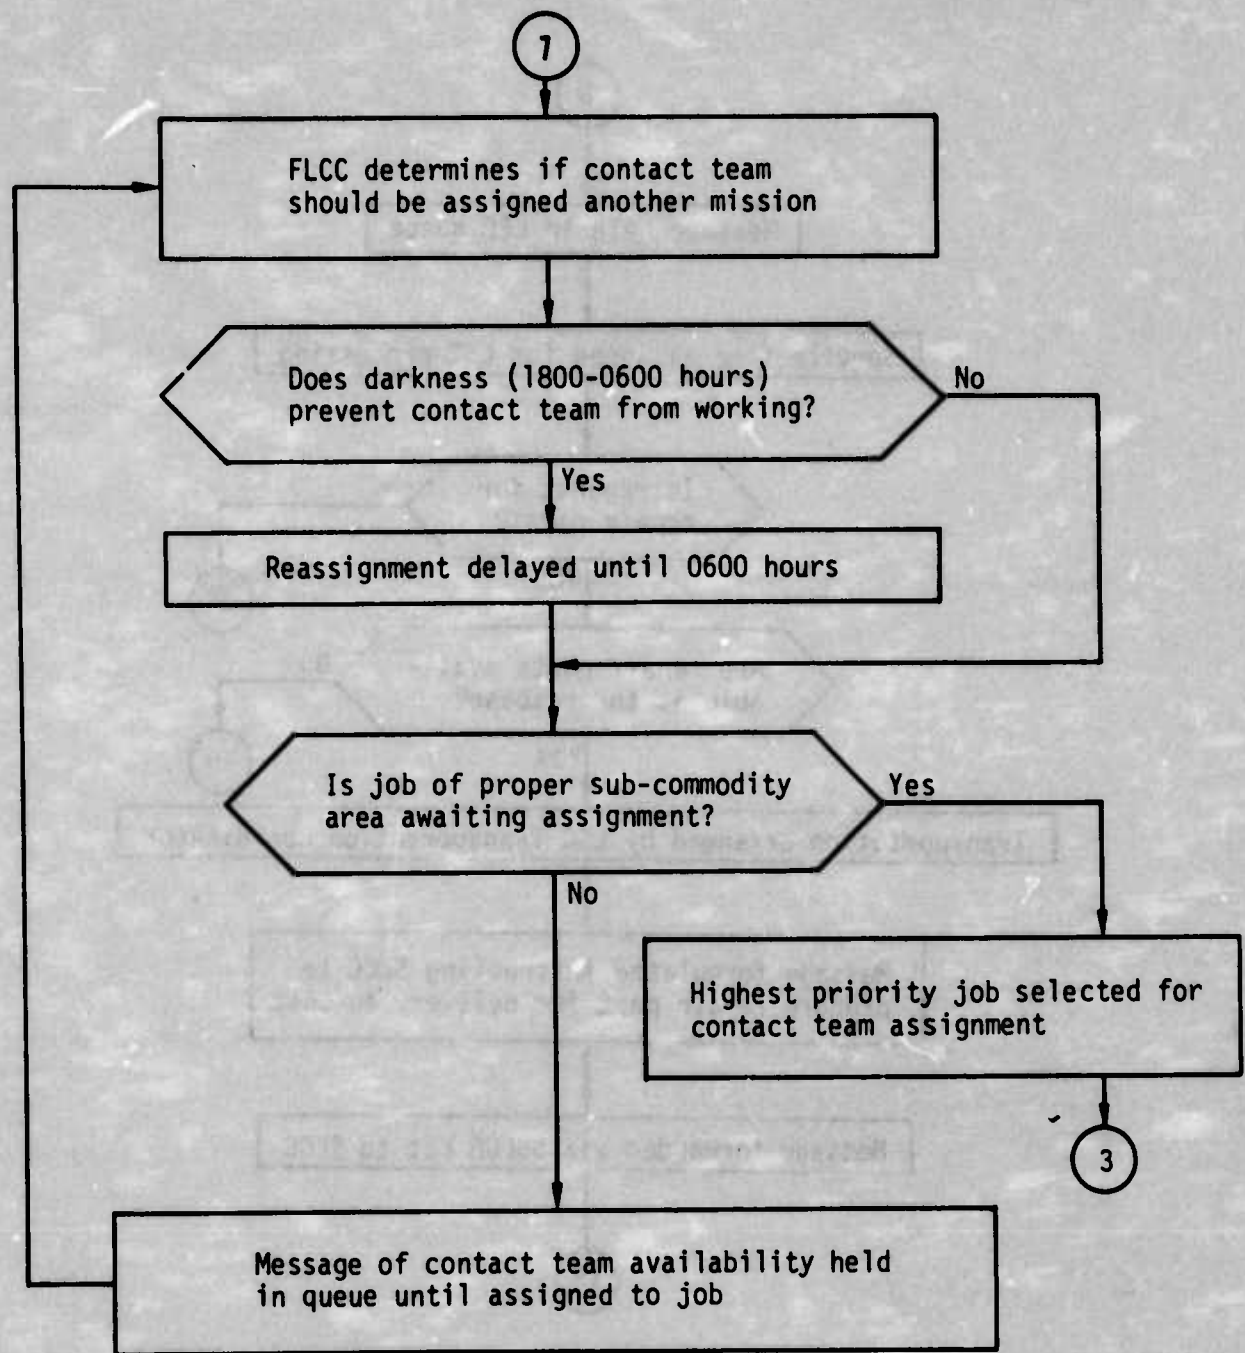 7
FLCC determines if contact team
should be assigned another mission
Does darkness (1800-0600 hours)
prevent contact team from working?
No
Yes
Reassignment delayed until 0600 hours
Is job of proper sub-commodity
area awaiting assignment?
Yes
No
Highest priority job selected for
contact team assignment
3
Message of contact team availability held
in queue until assigned to job